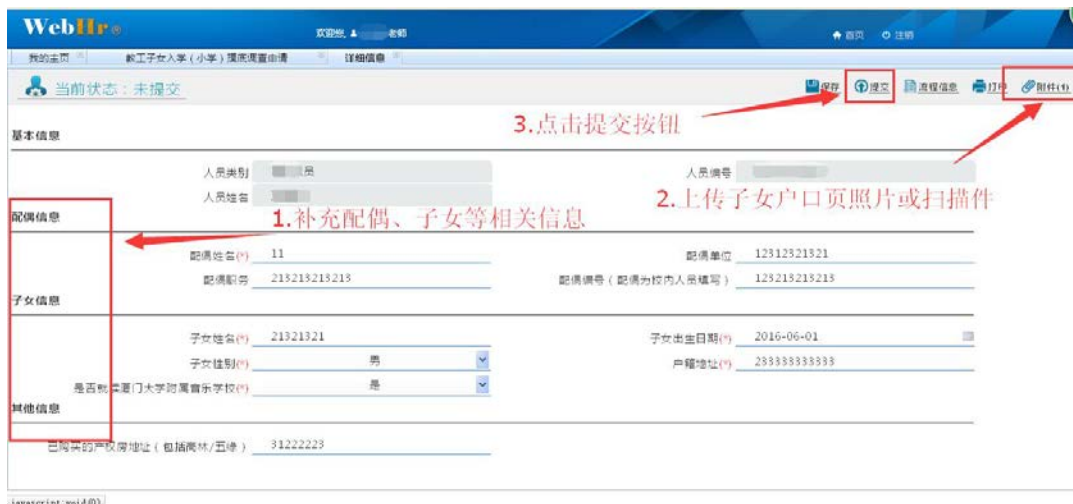 WebHr®
欢迎您, 老师
首页 注销
我的主页 教工子女入学(小学)摸底调查申请 详细信息
当前状态:未提交
保存 提交 流程信息 打印 附件(1)
3.点击提交按钮
基本信息
人员类别 员 人员编号
人员姓名
2.上传子女户口页照片或扫描件
配偶信息
1.补充配偶、子女等相关信息
配偶姓名(*) 11 配偶单位 12312321321
配偶职务 213213213213 配偶编号(配偶为校内人员填写) 123213213213
子女信息
子女姓名(*) 21321321 子女出生日期(*) 2016-06-01
子女性别(*) 男 户籍地址(*) 233333333333
是否就读厦门大学附属音乐学校(*) 是
其他信息
已购买的产权房地址(包括高林/五缘) 31222223
javascript:void(0)